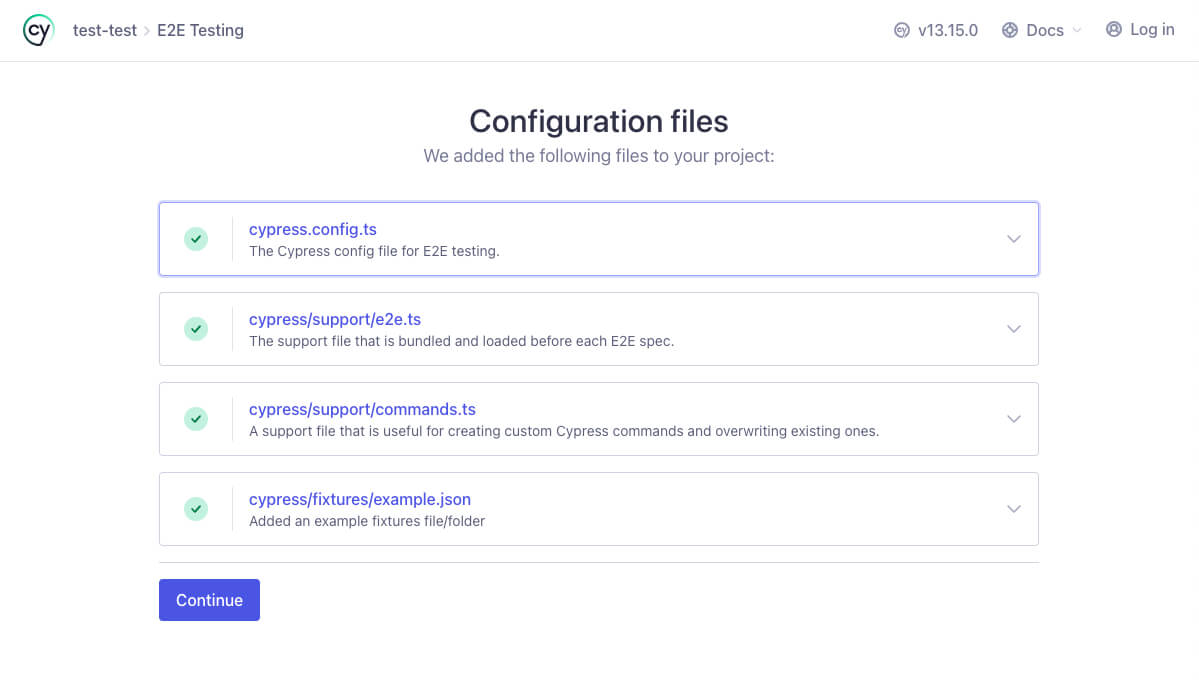 cy test-test > E2E Testing cy v13.15.0 Docs Log in
Configuration files
We added the following files to your project:
cypress.config.ts
The Cypress config file for E2E testing.
cypress/support/e2e.ts
The support file that is bundled and loaded before each E2E spec.
cypress/support/commands.ts
A support file that is useful for creating custom Cypress commands and overwriting existing ones.
cypress/fixtures/example.json
Added an example fixtures file/folder
Continue